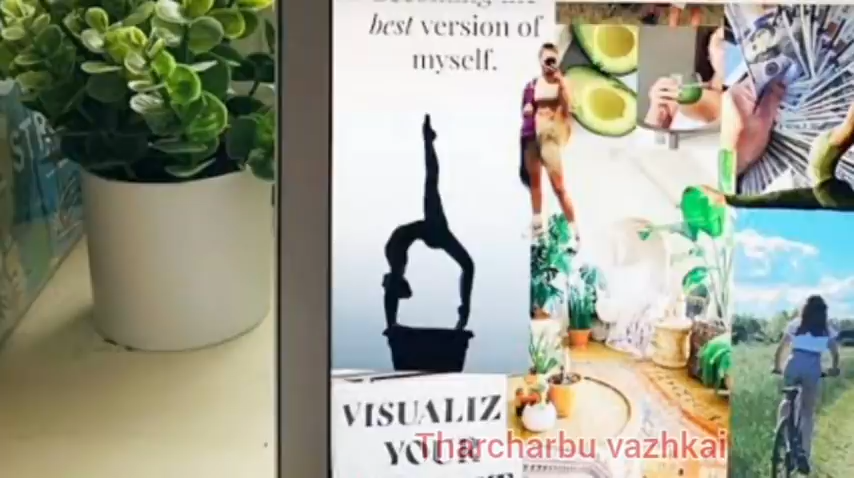 best version of
myself.
VISUALIZ
YOUR
Tharcharbu vazhkai